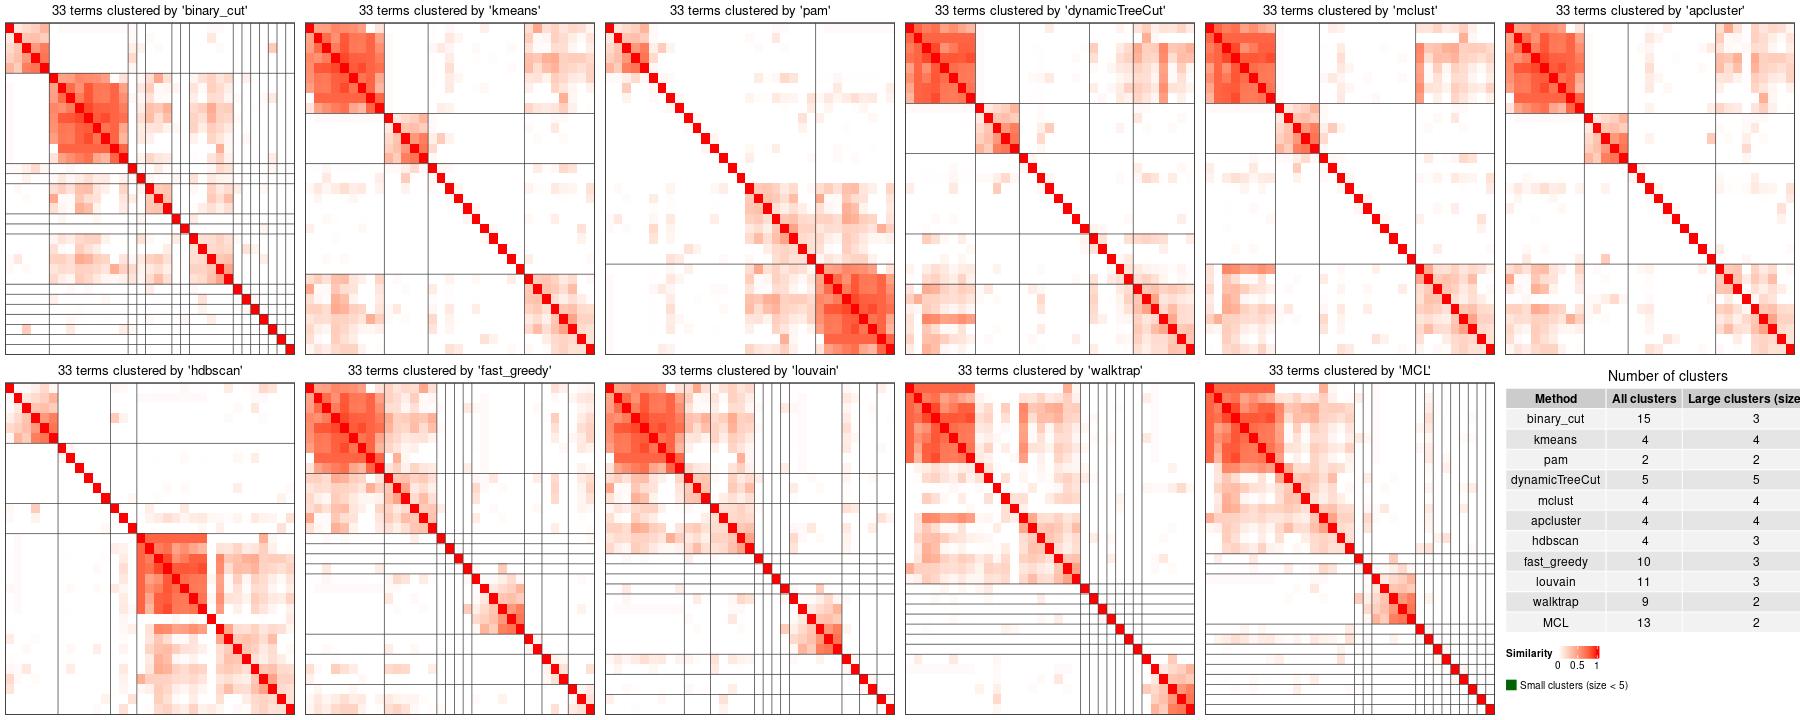 33 terms clustered by 'binary_cut'
33 terms clustered by 'kmeans'
33 terms clustered by 'pam'
33 terms clustered by 'dynamicTreeCut'
33 terms clustered by 'mclust'
33 terms clustered by 'apcluster'
33 terms clustered by 'hdbscan'
33 terms clustered by 'fast_greedy'
33 terms clustered by 'louvain'
33 terms clustered by 'walktrap'
33 terms clustered by 'MCL'
Number of clusters
Method All clusters Large clusters (size
binary_cut 15 3
kmeans 4 4
pam 2 2
dynamicTreeCut 5 5
mclust 4 4
apcluster 4 4
hdbscan 4 3
fast_greedy 10 3
louvain 11 3
walktrap 9 2
MCL 13 2
Similarity
0 0.5 1
Small clusters (size < 5)